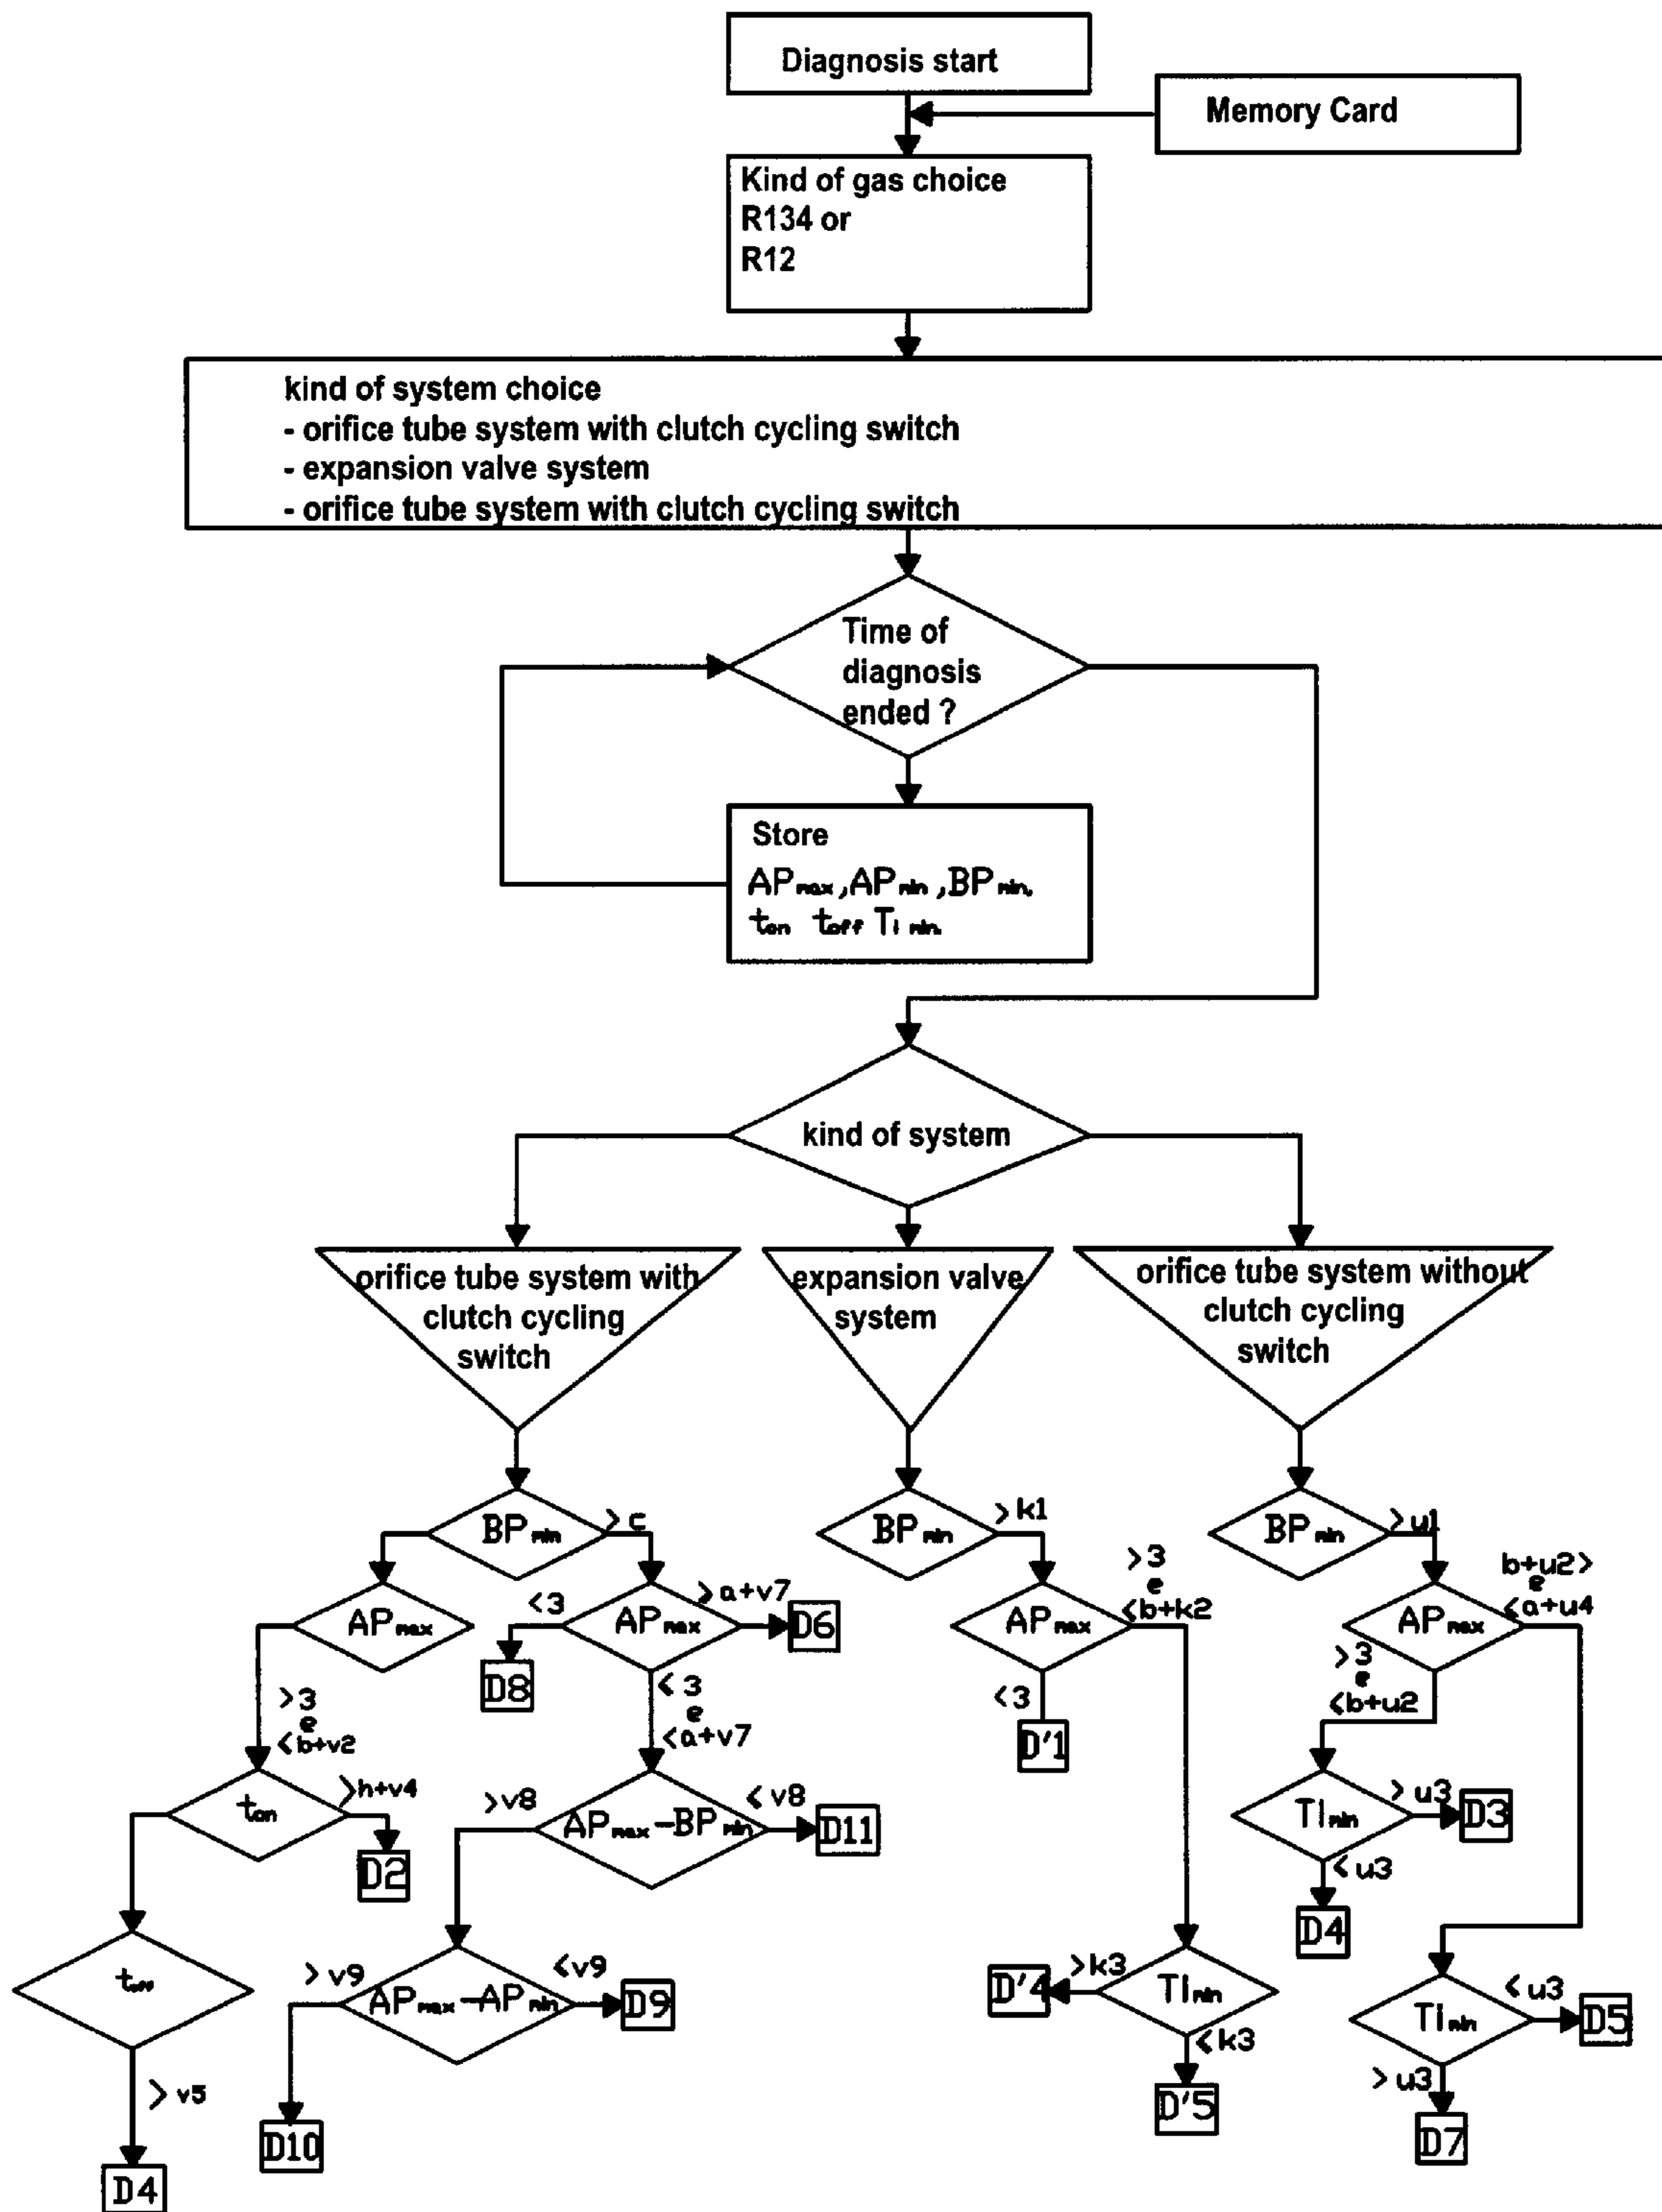 Diagnosis start
Memory Card
Kind of gas choice
R134 or
R12
kind of system choice
- orifice tube system with clutch cycling switch
- expansion valve system
- orifice tube system with clutch cycling switch
Time of
diagnosis
ended ?
Store
APmax,APmin,BPmin.
ton toff TI min.
kind of system
orifice tube system with
clutch cycling
switch
expansion valve
system
orifice tube system without
clutch cycling
switch
BPmin
>c
BPmin
>k1
BPmin
>u1
APmax
<3
APmax
>a+v7
D6
D8
APmax
>3
e
<b+k2
<3
D'1
APmax
b+u2>
e
<a+u4
>3
e
<b+u2
>3
e
<b+v2
<3
e
<a+v7
ton
>h+v4
D2
>v8
APmax-BPmin
<v8
D11
TImin
>u3
D3
<u3
D4
toff
>v5
D4
>v9
APmax-APmin
<v9
D9
D10
D'4
>k3
TImin
<k3
D'5
TImin
<u3
D5
>u3
D7